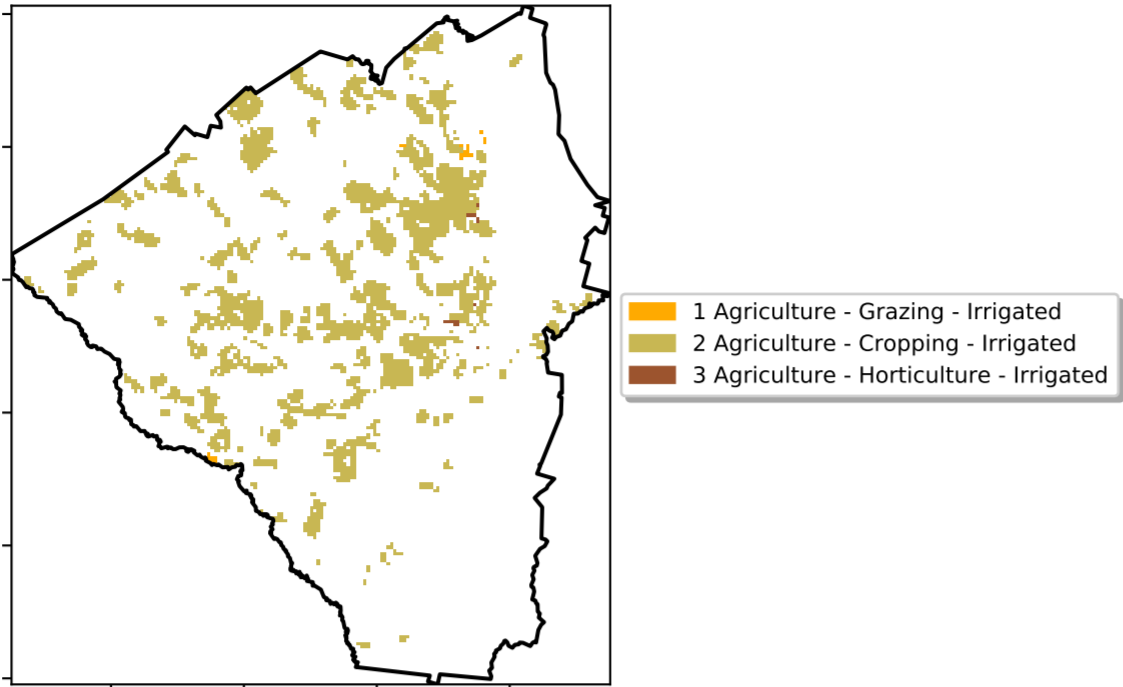 1 Agriculture - Grazing - Irrigated
2 Agriculture - Cropping - Irrigated
3 Agriculture - Horticulture - Irrigated